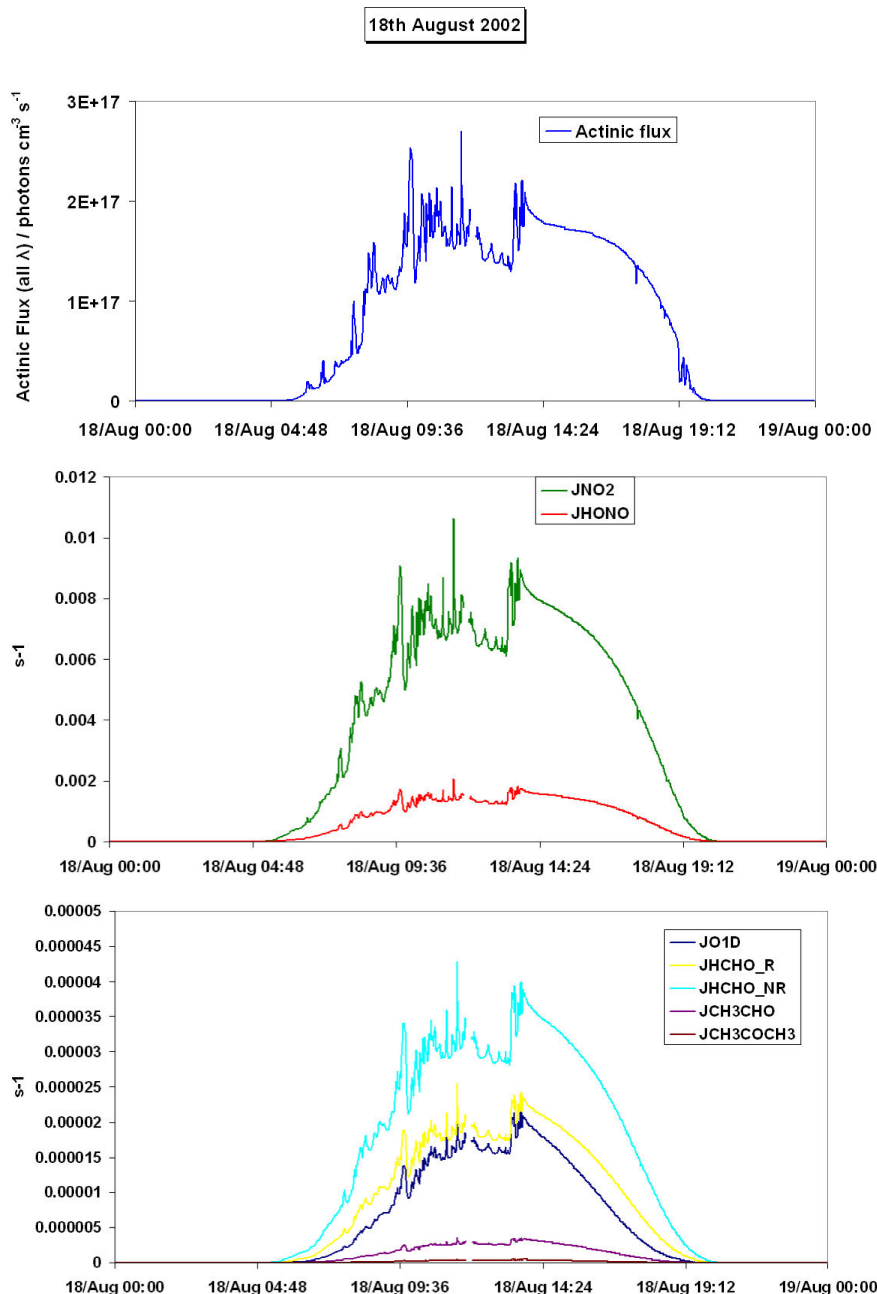 18th August 2002
Actinic Flux (all λ) / photons cm⁻³ s⁻¹
3E+17
2E+17
1E+17
0
Actinic flux
18/Aug 00:00 18/Aug 04:48 18/Aug 09:36 18/Aug 14:24 18/Aug 19:12 19/Aug 00:00
s-1
0.012
0.01
0.008
0.006
0.004
0.002
0
JNO2
JHONO
18/Aug 00:00 18/Aug 04:48 18/Aug 09:36 18/Aug 14:24 18/Aug 19:12 19/Aug 00:00
s-1
0.00005
0.000045
0.00004
0.000035
0.00003
0.000025
0.00002
0.000015
0.00001
0.000005
0
JO1D
JHCHO_R
JHCHO_NR
JCH3CHO
JCH3COCH3
18/Aug 00:00 18/Aug 04:48 18/Aug 09:36 18/Aug 14:24 18/Aug 19:12 19/Aug 00:00